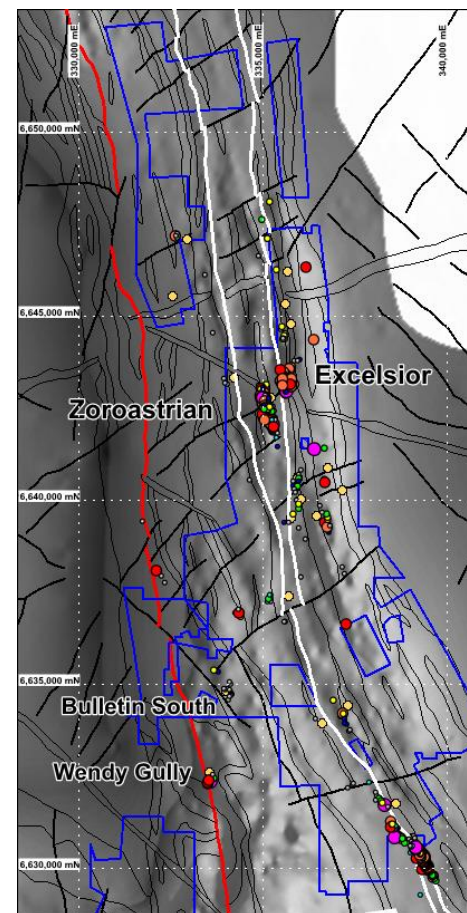 330,000 mE
335,000 mE
340,000 mE
6,650,000 mN
6,645,000 mN
Excelsior
Zoroastrian
6,640,000 mN
6,635,000 mN
Bulletin South
Wendy Gully
6,630,000 mN